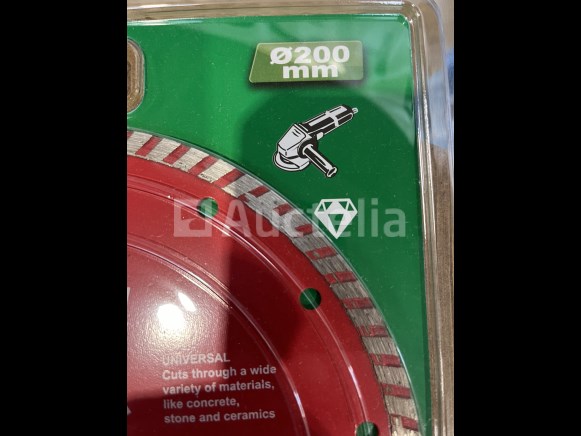 Ø200
mm
Auctelia
UNIVERSAL
Cuts through a wide
variety of materials,
like concrete,
stone and ceramics